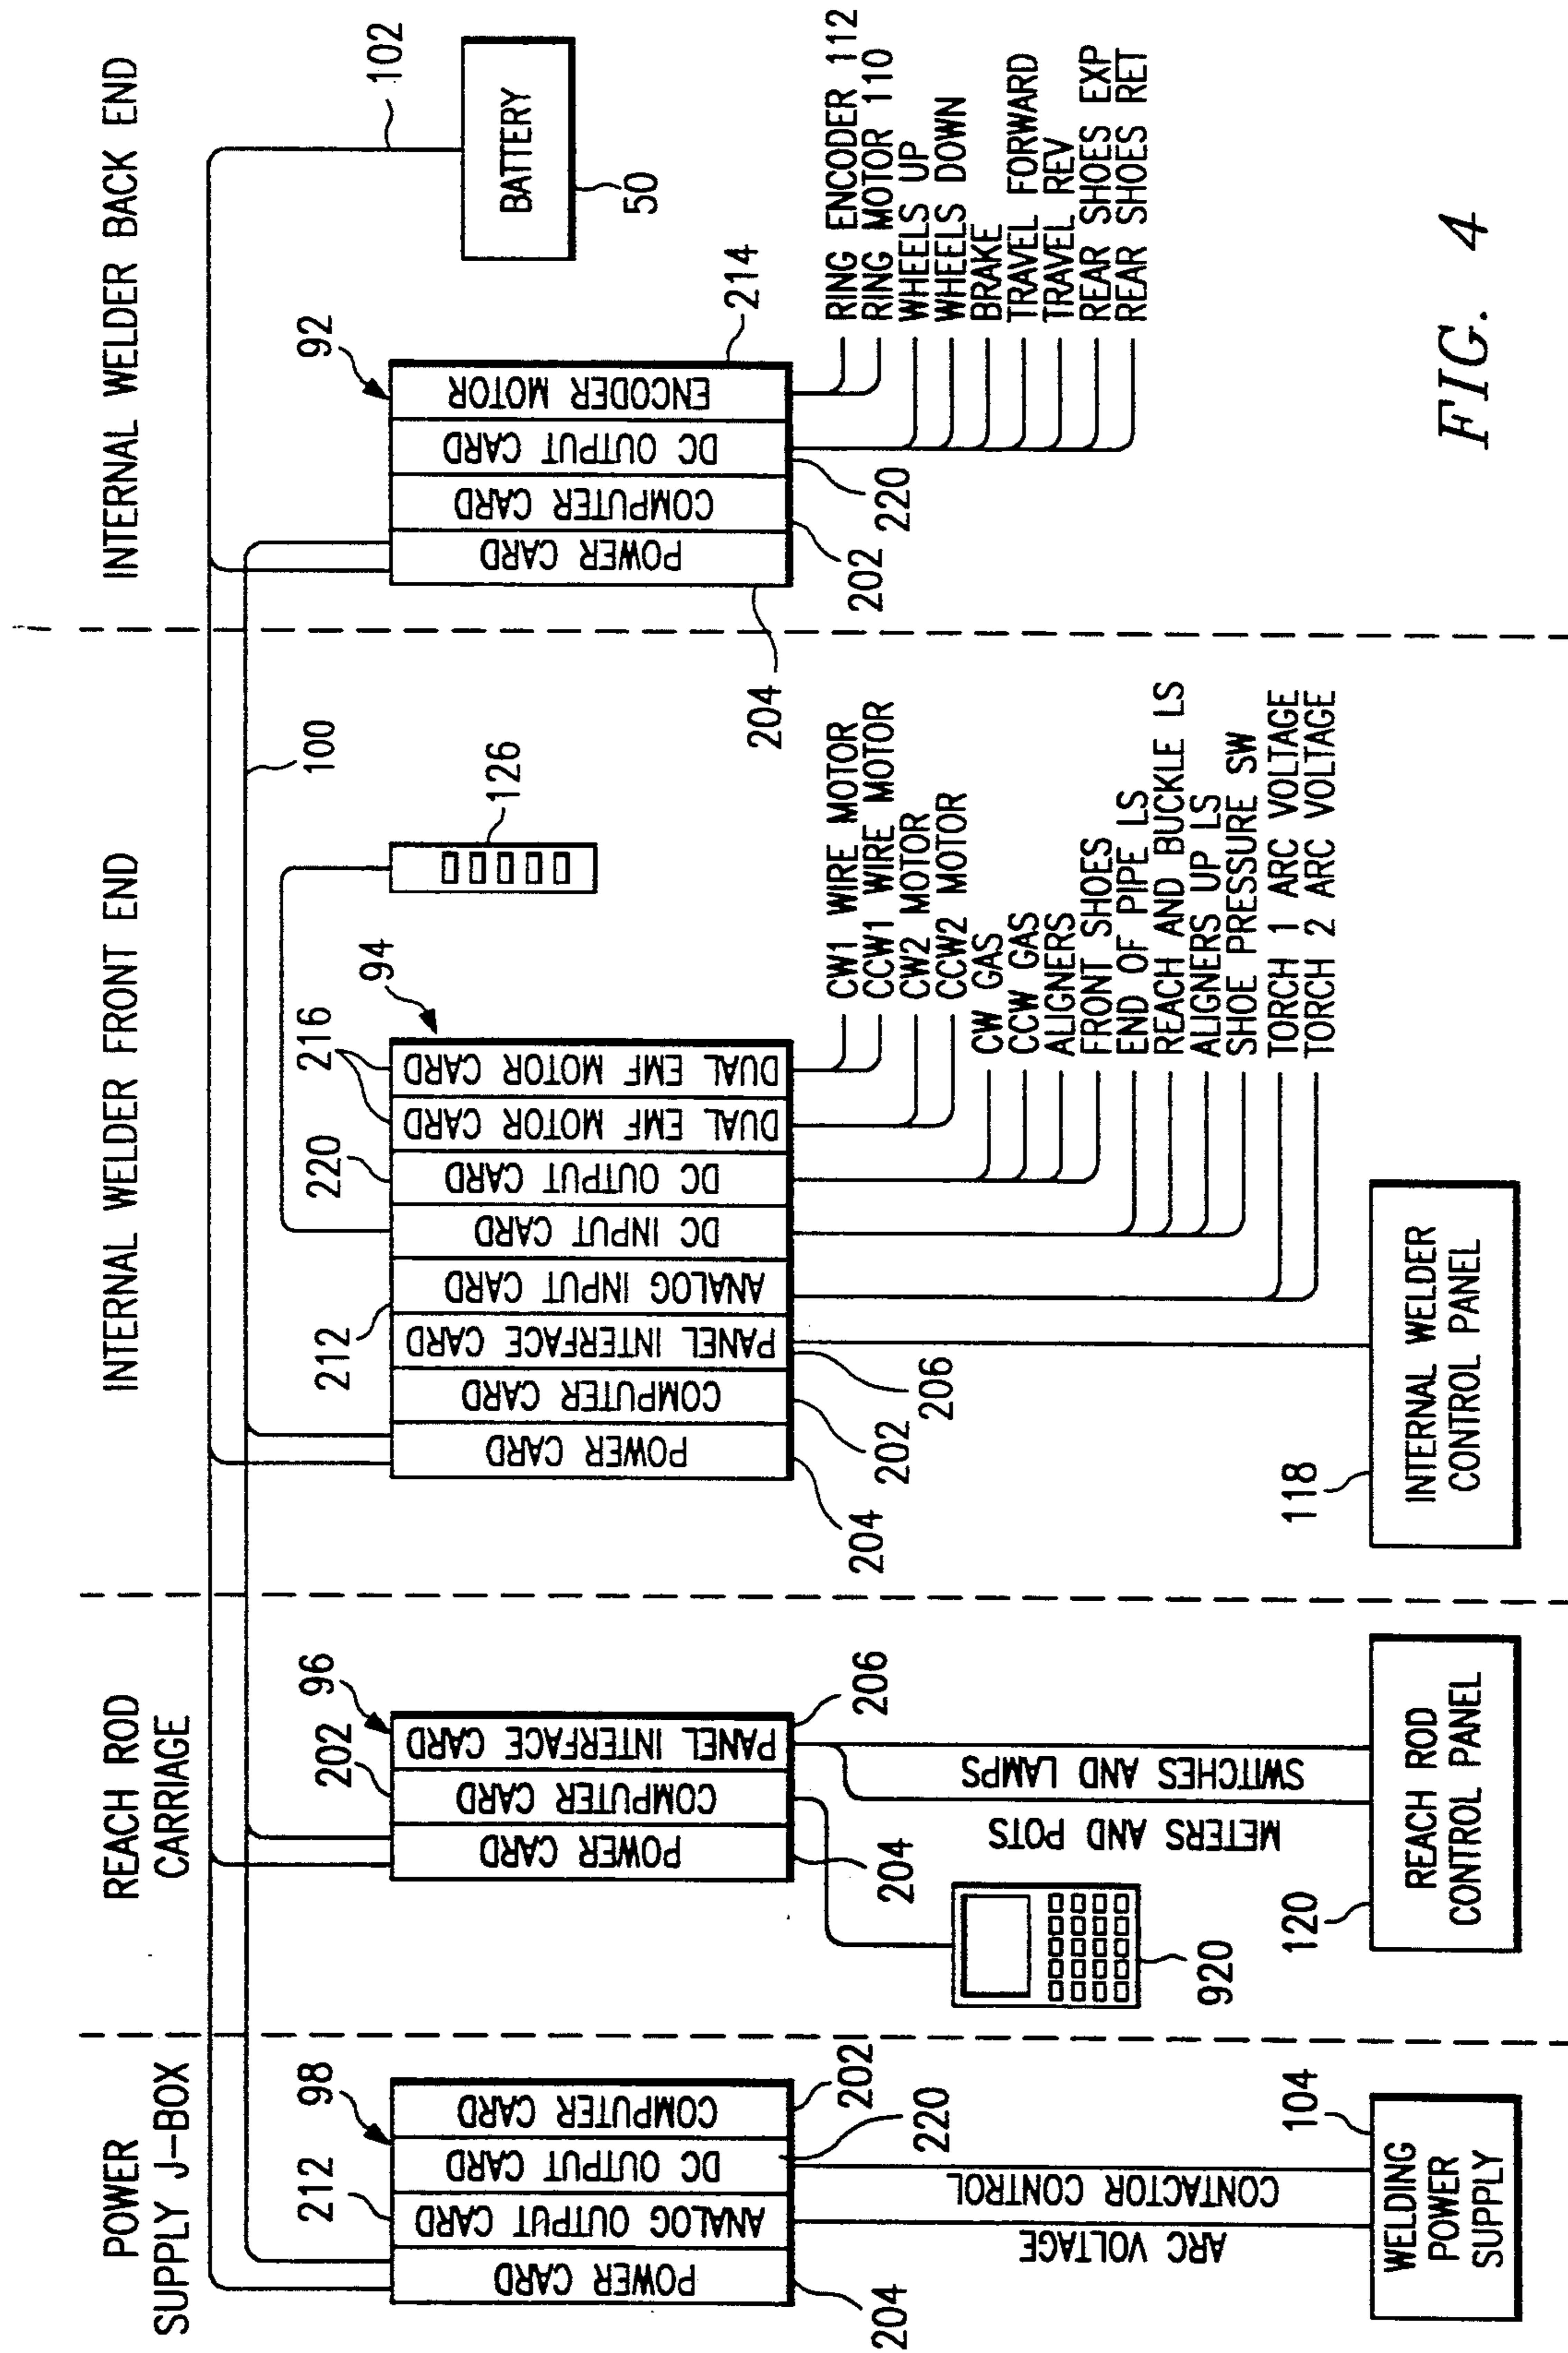 POWER
SUPPLY J-BOX
REACH ROD
CARRIAGE
INTERNAL WELDER FRONT END
INTERNAL WELDER BACK END
98
212
POWER CARD
ANALOG OUTPUT CARD
DC OUTPUT CARD
COMPUTER CARD
204
202
220
ARC VOLTAGE
CONTACTOR CONTROL
104
WELDING
POWER
SUPPLY
96
202
POWER CARD
COMPUTER CARD
PANEL INTERFACE CARD
206
204
METERS AND POTS
SWITCHES AND LAMPS
920
120
REACH ROD
CONTROL PANEL
100
94
216
220
212
126
POWER CARD
COMPUTER CARD
PANEL INTERFACE CARD
ANALOG INPUT CARD
DC INPUT CARD
DC OUTPUT CARD
DUAL EMF MOTOR CARD
DUAL EMF MOTOR CARD
204
202
206
CW1 WIRE MOTOR
CCW1 WIRE MOTOR
CW2 MOTOR
CCW2 MOTOR
CW GAS
CCW GAS
ALIGNERS
FRONT SHOES
END OF PIPE LS
REACH AND BUCKLE LS
ALIGNERS UP LS
SHOE PRESSURE SW
TORCH 1 ARC VOLTAGE
TORCH 2 ARC VOLTAGE
118
INTERNAL WELDER
CONTROL PANEL
102
BATTERY
50
92
POWER CARD
COMPUTER CARD
DC OUTPUT CARD
ENCODER MOTOR
214
204
202
220
RING ENCODER 112
RING MOTOR 110
WHEELS UP
WHEELS DOWN
BRAKE
TRAVEL FORWARD
TRAVEL REV
REAR SHOES EXP
REAR SHOES RET
FIG. 4